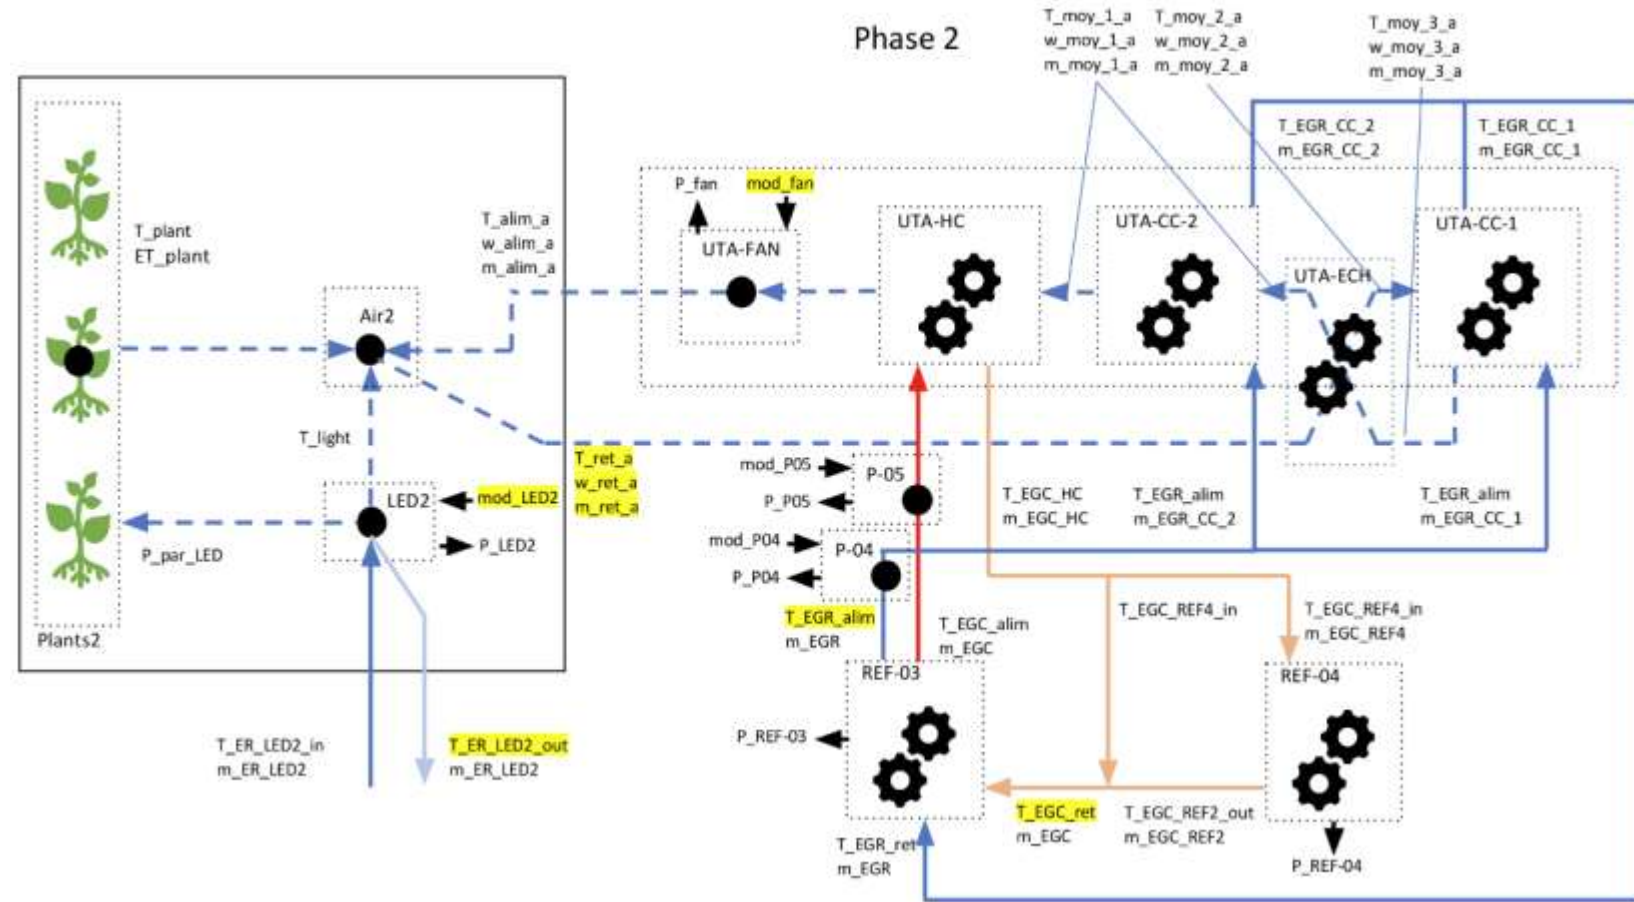 Phase 2
T_moy_1_a
w_moy_1_a
m_moy_1_a
T_moy_2_a
w_moy_2_a
m_moy_2_a
T_moy_3_a
w_moy_3_a
m_moy_3_a
T_EGR_CC_2
m_EGR_CC_2
T_EGR_CC_1
m_EGR_CC_1
P_fan
mod_fan
UTA-FAN
UTA-HC
UTA-CC-2
UTA-ECH
UTA-CC-1
T_plant
ET_plant
T_alim_a
w_alim_a
m_alim_a
Air2
T_light
T_ret_a
w_ret_a
m_ret_a
LED2
mod_LED2
P_LED2
P_par_LED
Plants2
mod_P05
P-05
P_P05
mod_P04
P-04
P_P04
T_EGC_HC
m_EGC_HC
T_EGR_alim
m_EGR_CC_2
T_EGR_alim
m_EGR_CC_1
T_EGR_alim
m_EGR
T_EGC_alim
m_EGC
T_EGC_REF4_in
T_EGC_REF4_in
m_EGC_REF4
REF-03
REF-04
P_REF-03
T_ER_LED2_in
m_ER_LED2
T_ER_LED2_out
m_ER_LED2
T_EGC_ret
m_EGC
T_EGC_REF2_out
m_EGC_REF2
T_EGR_ret
m_EGR
P_REF-04